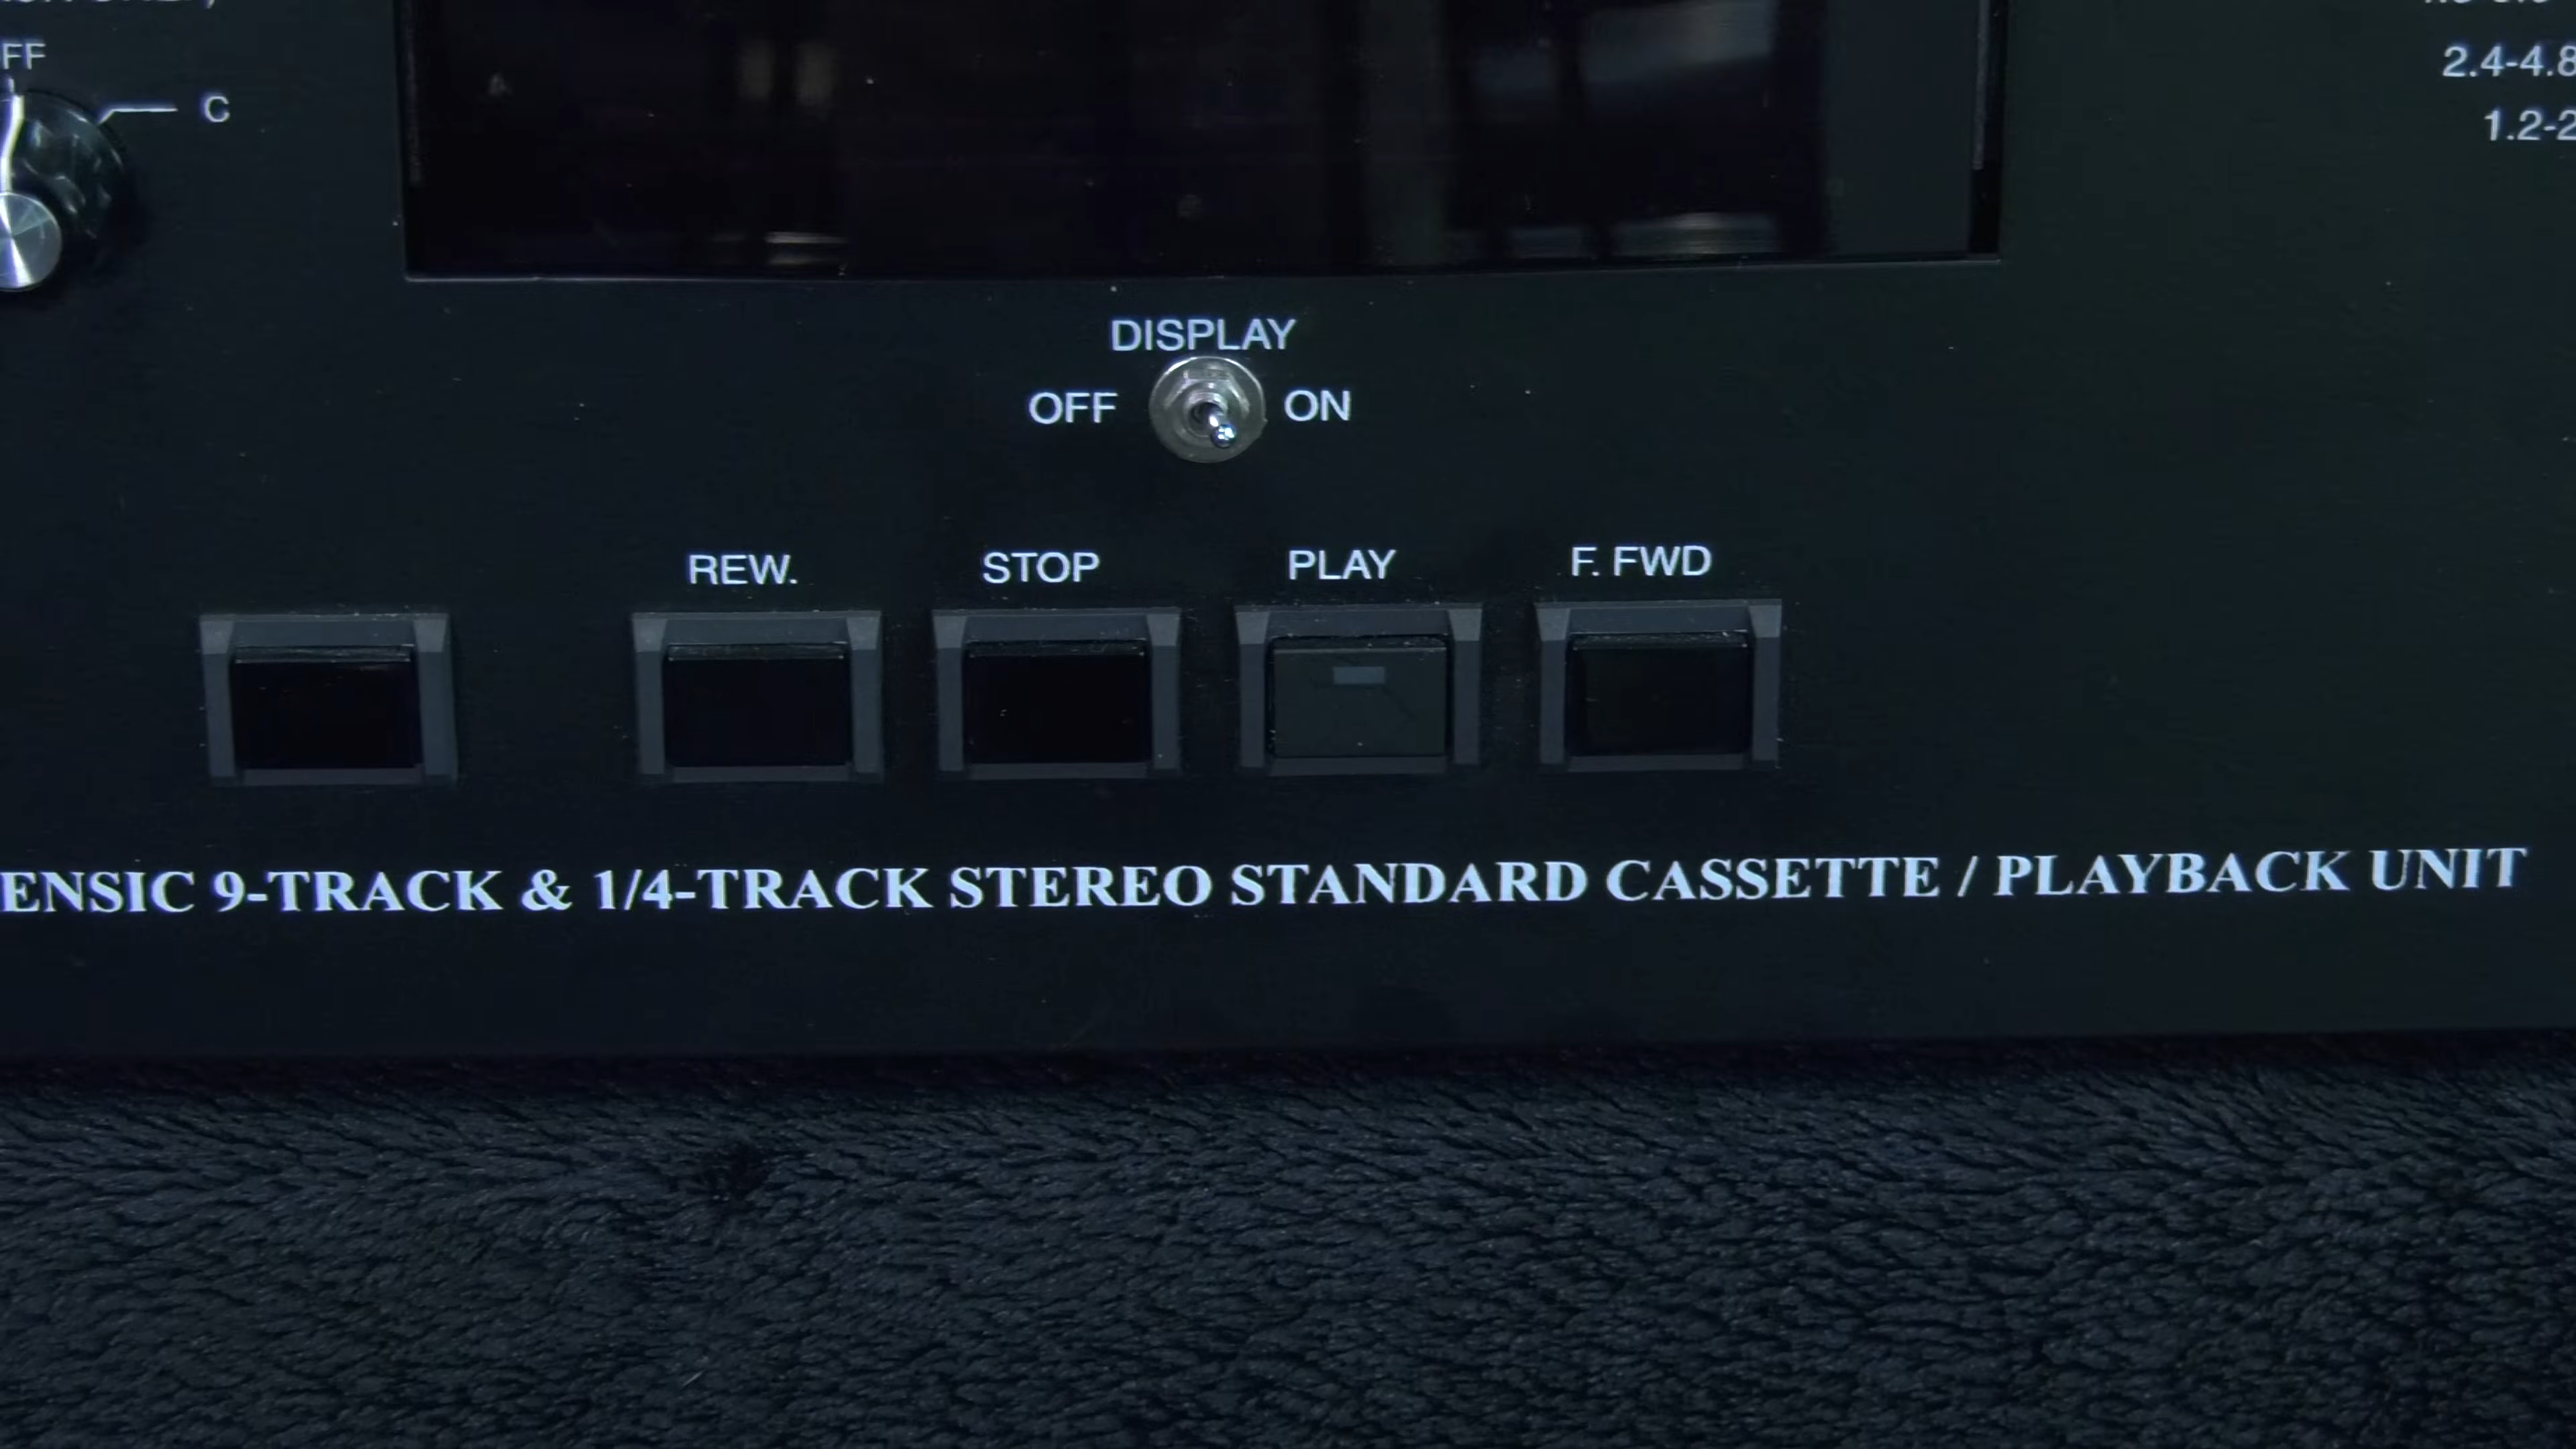 C
2.4-4.8
DISPLAY
OFF ON
REW. STOP PLAY F. FWD
9-TRACK & 1/4-TRACK STEREO STANDARD CASSETTE / PLAYBACK UNIT